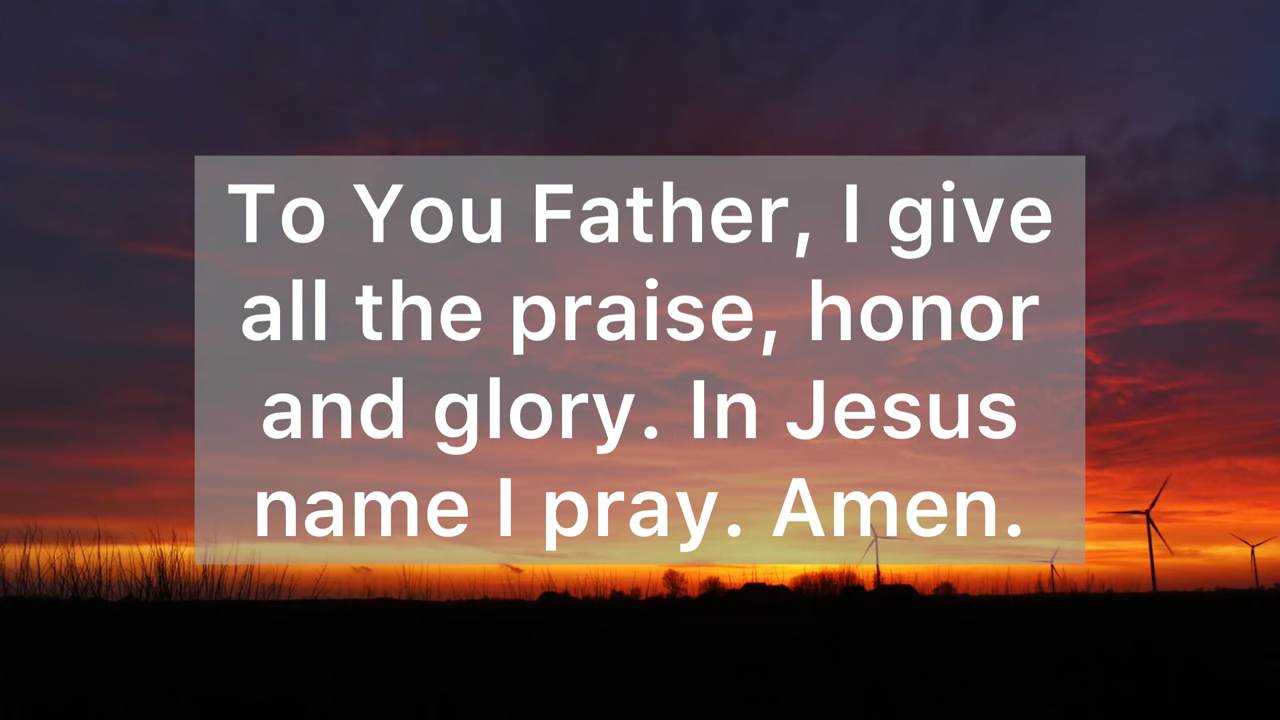 To You Father, I give
all the praise, honor
and glory. In Jesus
name I pray. Amen.